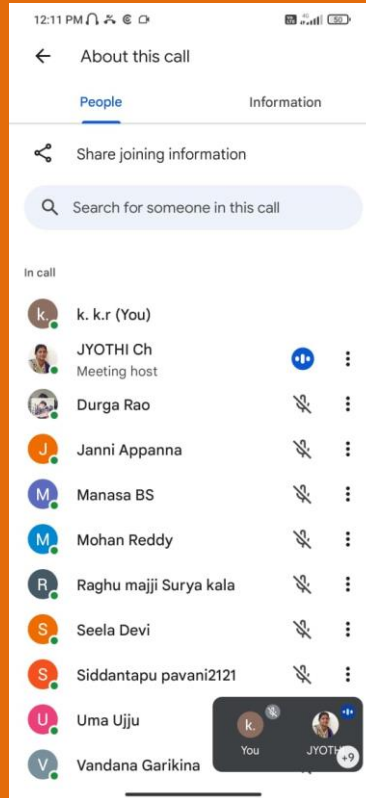 12:11 PM
50
About this call
People
Information
Share joining information
Search for someone in this call
In call
k.
k. k.r (You)
JYOTHI Ch
Meeting host
Durga Rao
J
Janni Appanna
M
Manasa BS
M
Mohan Reddy
R
Raghu majji Surya kala
S
Seela Devi
S
Siddantapu pavani2121
U
Uma Ujju
V
Vandana Garikina
k.
You
JYOTH
+9